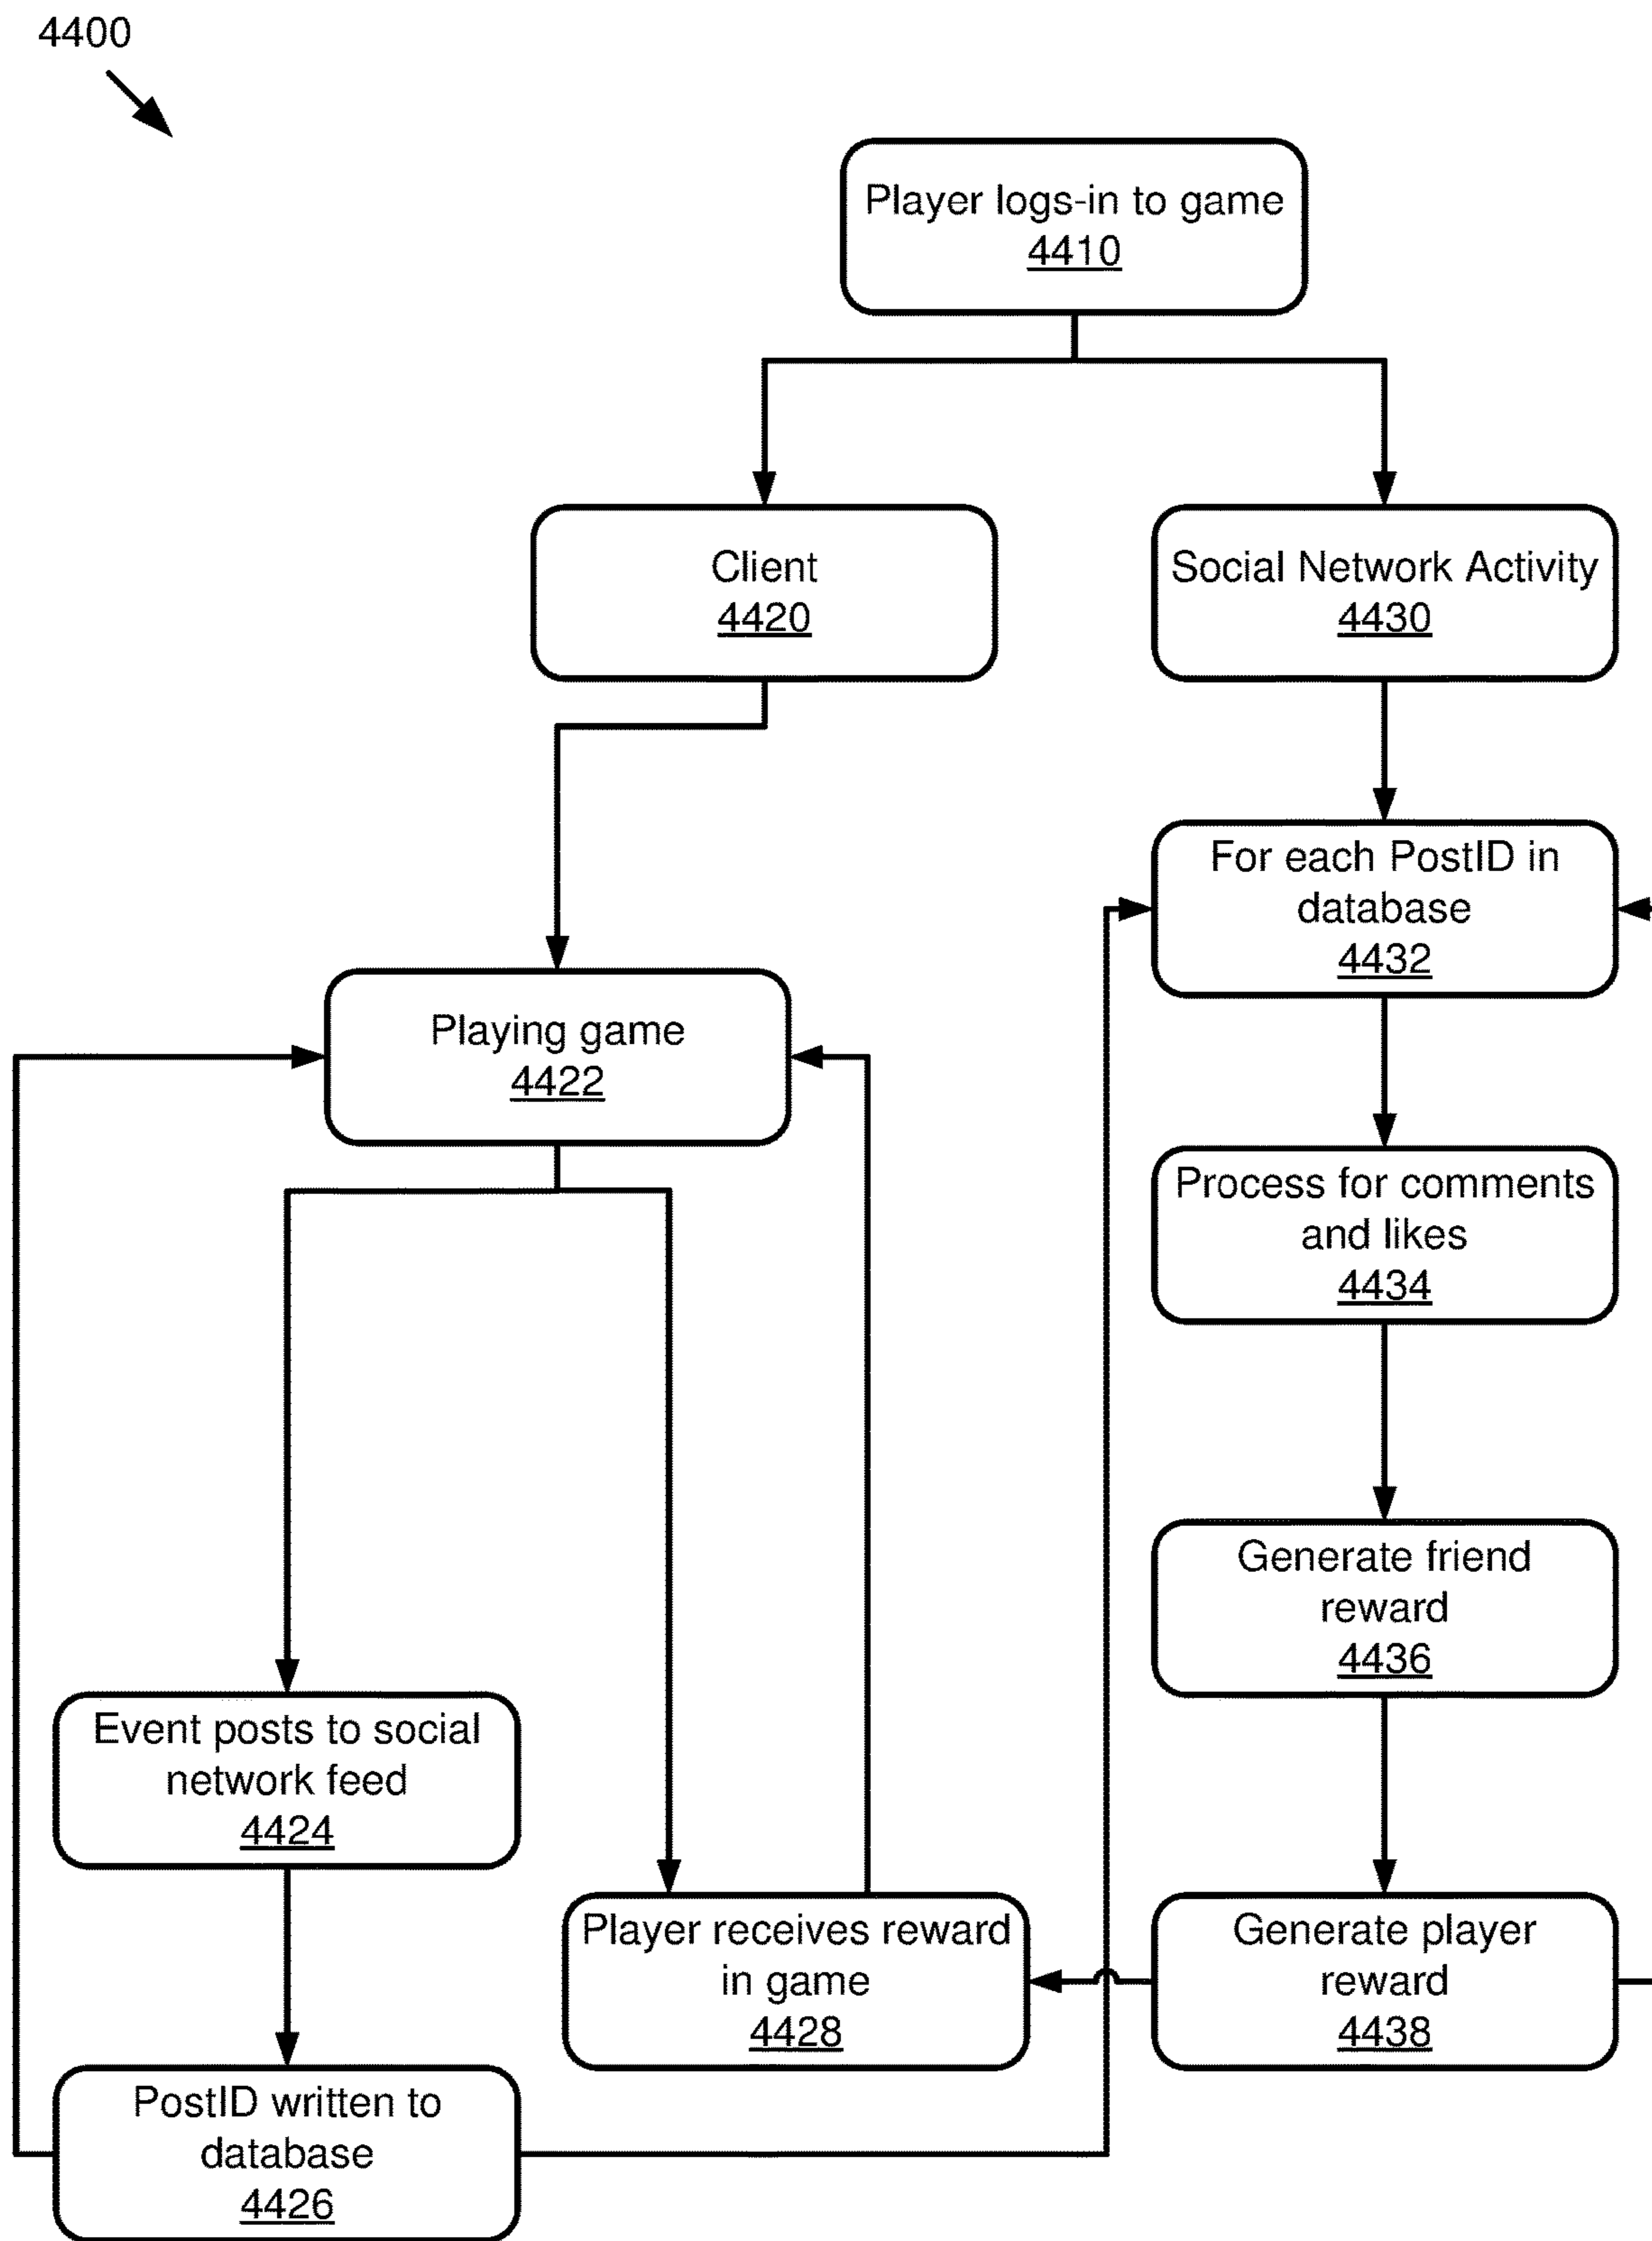 4400
Player logs-in to game
4410
Client
4420
Social Network Activity
4430
For each PostID in
database
4432
Playing game
4422
Process for comments
and likes
4434
Generate friend
reward
4436
Event posts to social
network feed
4424
Player receives reward
in game
4428
Generate player
reward
4438
PostID written to
database
4426